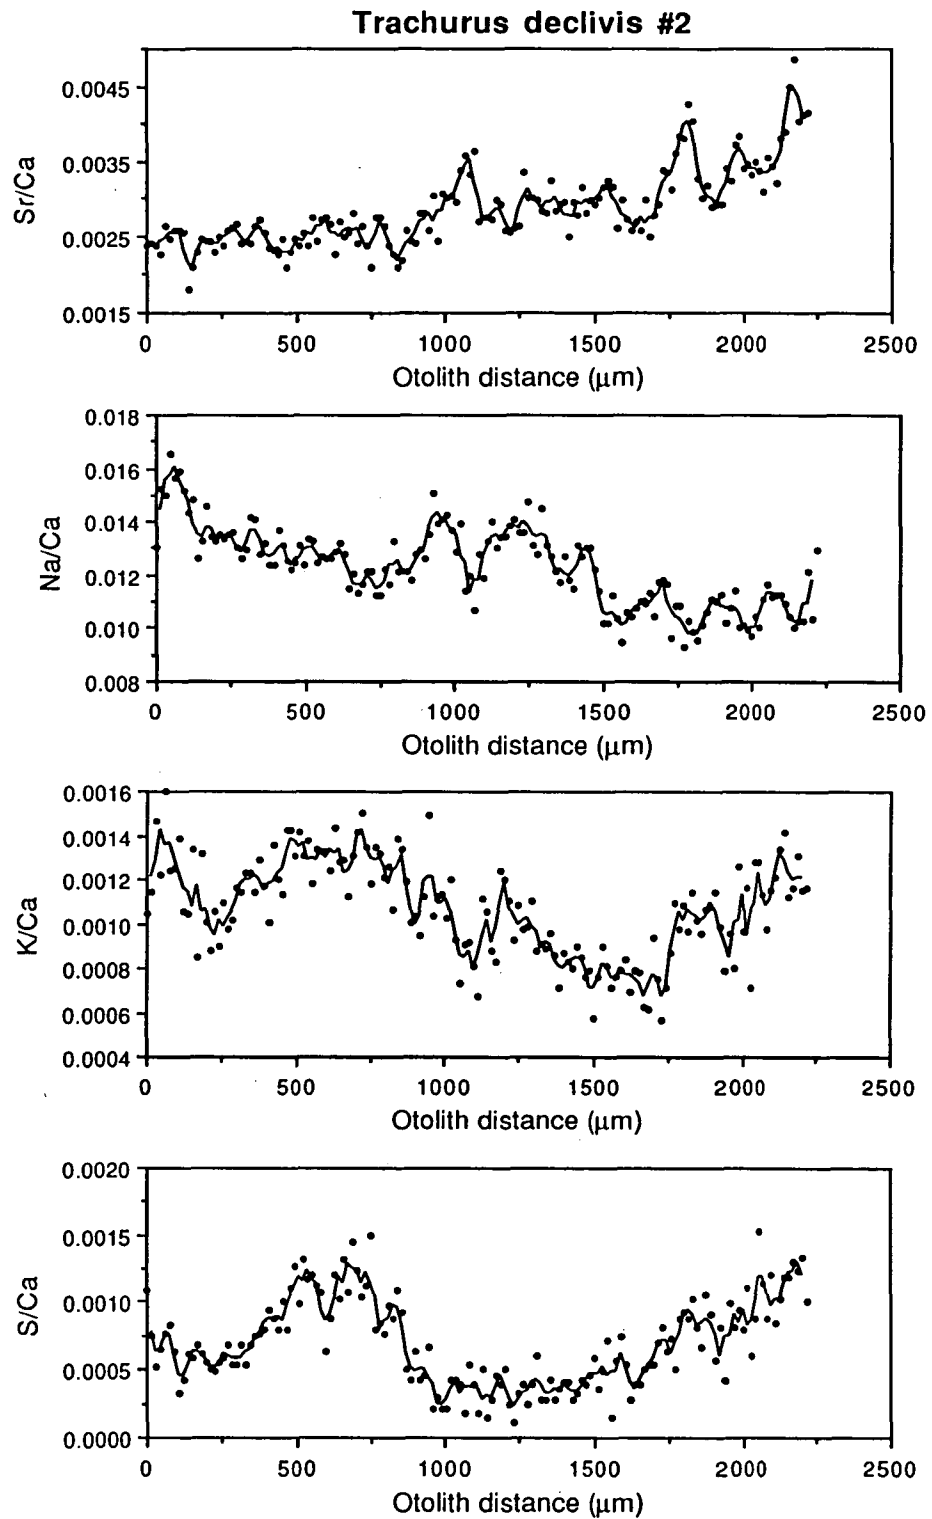 Trachurus declivis #2
0.0045
0.0035
0.0025
0.0015
Sr/Ca
0 500 1000 1500 2000 2500
Otolith distance (μm)
0.018
0.016
0.014
0.012
0.010
0.008
Na/Ca
0 500 1000 1500 2000 2500
Otolith distance (μm)
0.0016
0.0014
0.0012
0.0010
0.0008
0.0006
0.0004
K/Ca
0 500 1000 1500 2000 2500
Otolith distance (μm)
0.0020
0.0015
0.0010
0.0005
0.0000
S/Ca
0 500 1000 1500 2000 2500
Otolith distance (μm)